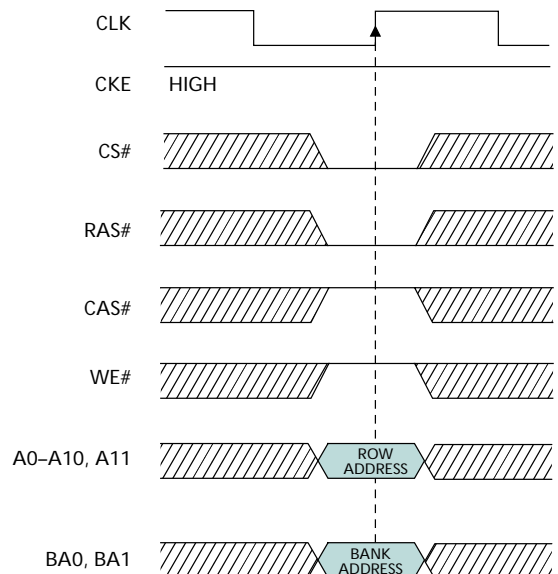 CLK
CKE HIGH
CS#
RAS#
CAS#
WE#
A0–A10, A11 ROW
ADDRESS
BA0, BA1 BANK
ADDRESS